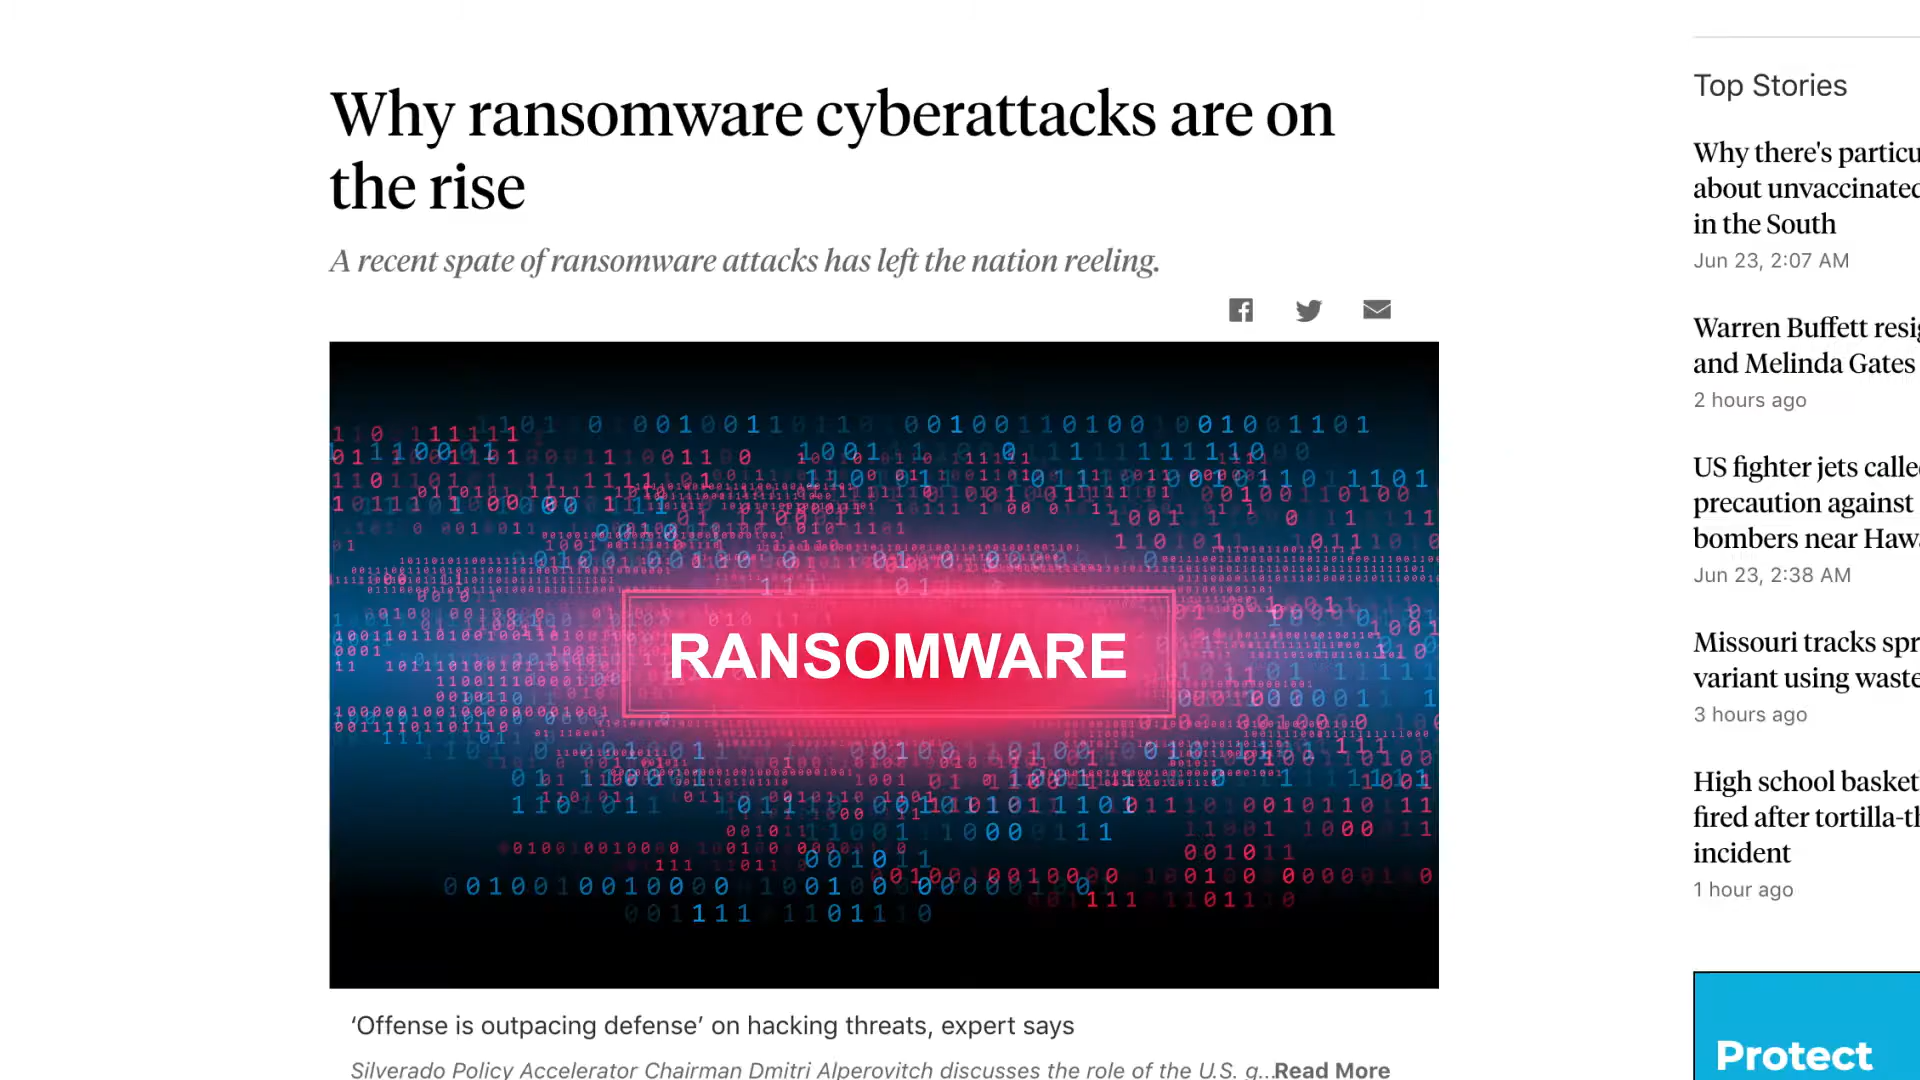 Why ransomware cyberattacks are on
the rise
A recent spate of ransomware attacks has left the nation reeling.
RANSOMWARE
‘Offense is outpacing defense’ on hacking threats, expert says
Silverado Policy Accelerator Chairman Dmitri Alperovitch discusses the role of the U.S. g...Read More
Top Stories
Why there's particu
about unvaccinated
in the South
Jun 23, 2:07 AM
Warren Buffett resig
and Melinda Gates
2 hours ago
US fighter jets calle
precaution against
bombers near Hawa
Jun 23, 2:38 AM
Missouri tracks spr
variant using waste
3 hours ago
High school basket
fired after tortilla-th
incident
1 hour ago
Protect